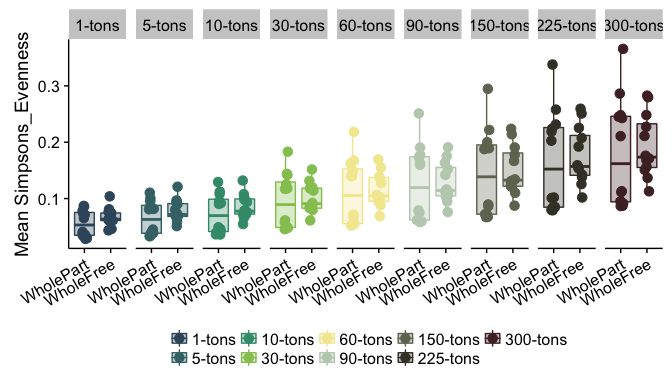 1-tons 5-tons 10-tons 30-tons 60-tons 90-tons 150-tons 225-tons 300-tons
Mean Simpsons_Evenness
0.3
0.2
0.1
WholePart WholeFree WholePart WholeFree WholePart WholeFree WholePart WholeFree WholePart WholeFree WholePart WholeFree WholePart WholeFree WholePart WholeFree WholePart WholeFree
1-tons 10-tons 60-tons 150-tons 300-tons
5-tons 30-tons 90-tons 225-tons